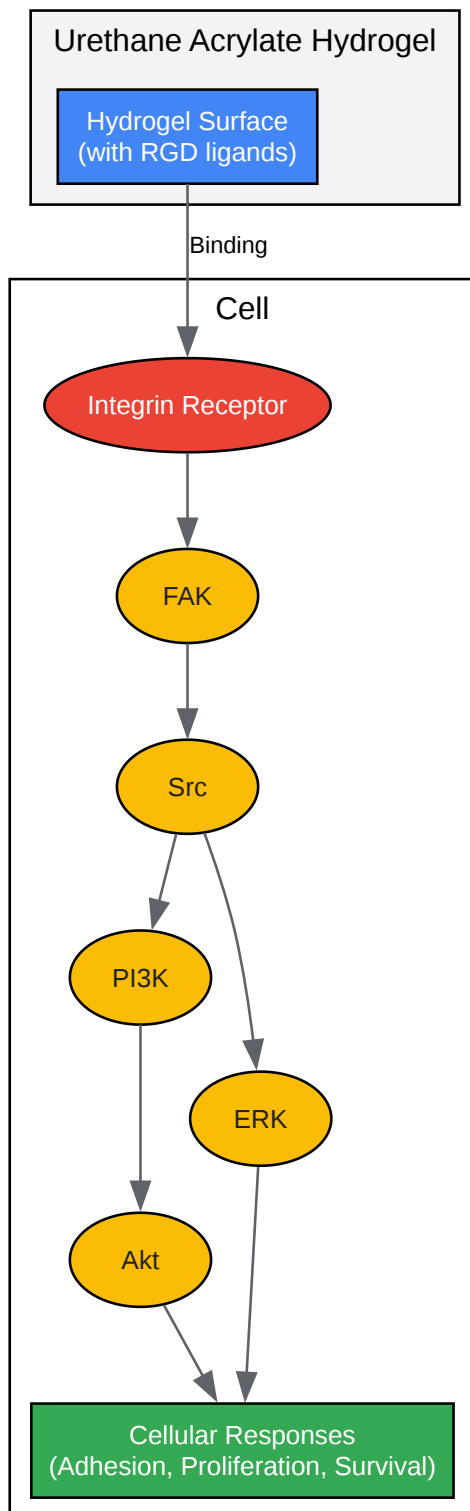 Urethane Acrylate Hydrogel
Hydrogel Surface
(with RGD ligands)
Binding
Cell
Integrin Receptor
FAK
Src
PI3K
ERK
Akt
Cellular Responses
(Adhesion, Proliferation, Survival)